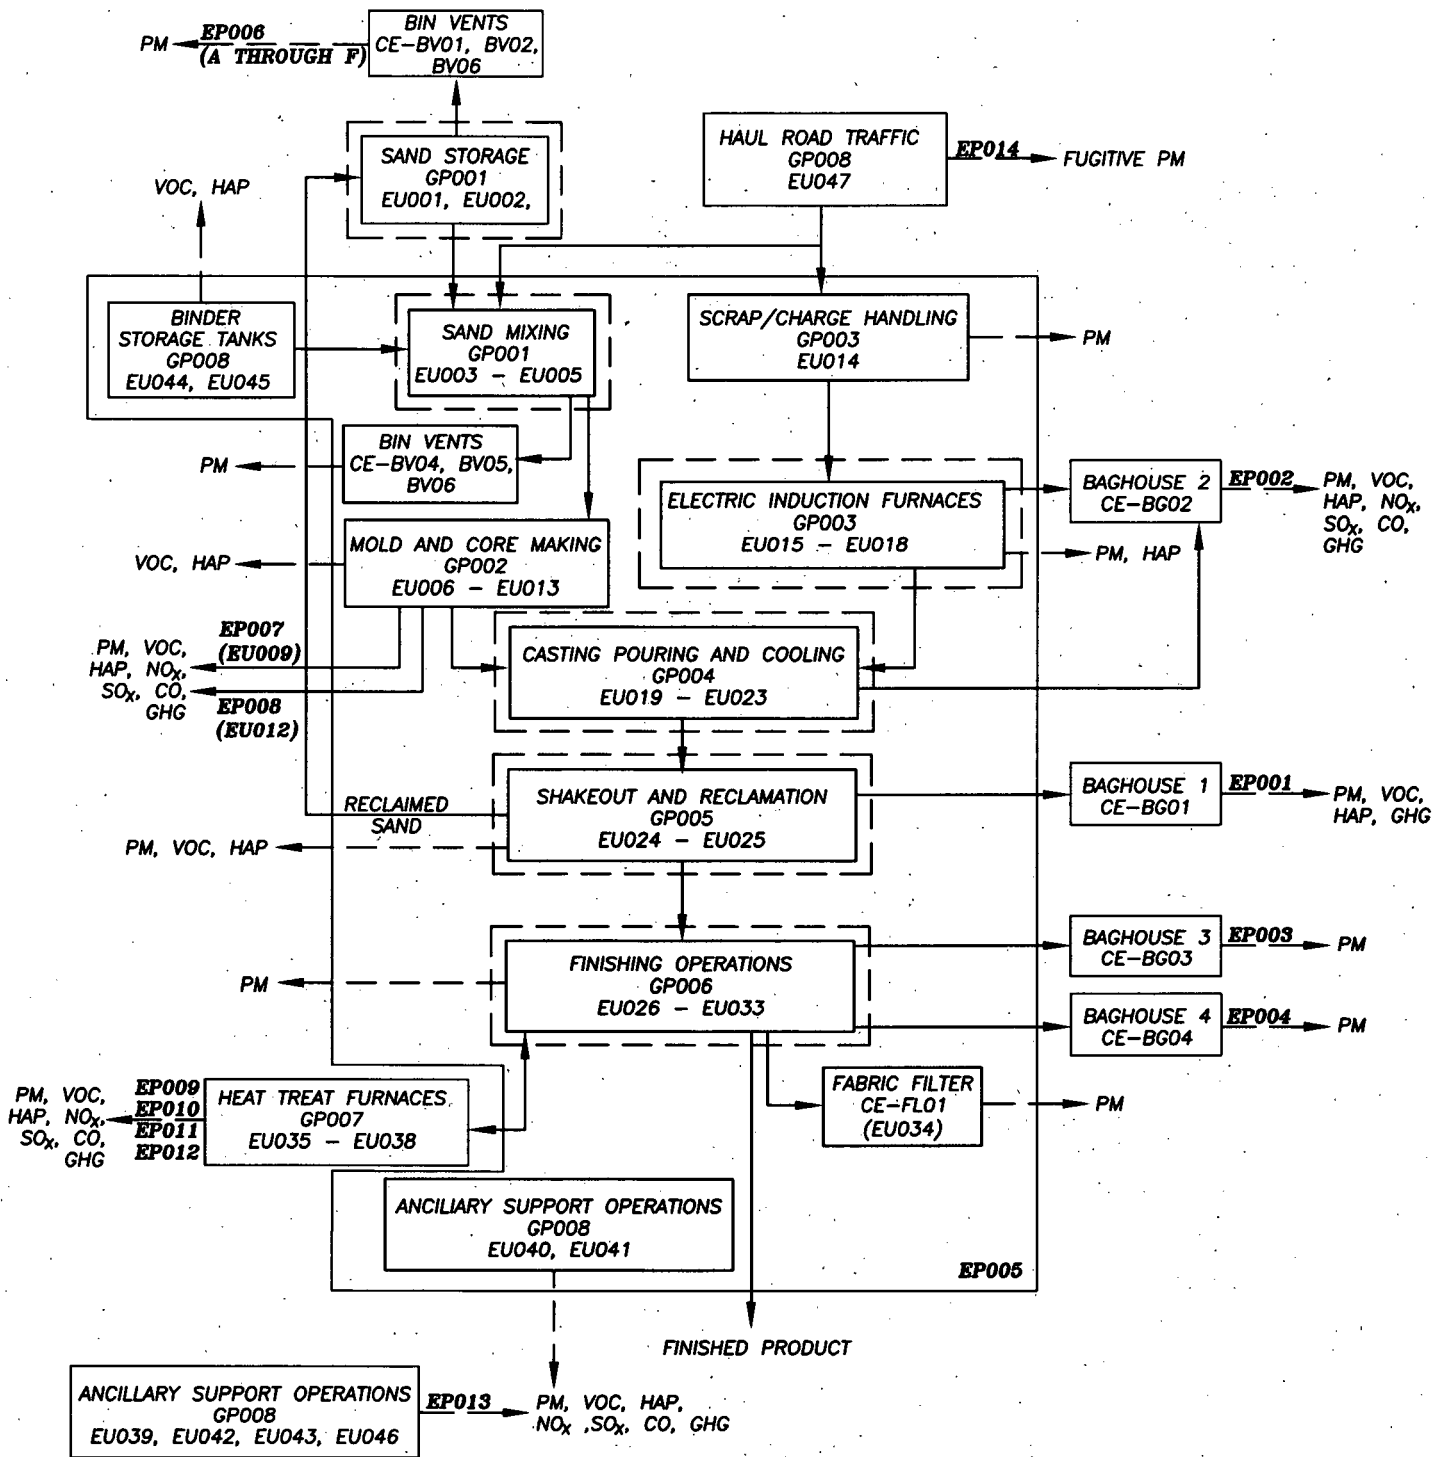 BIN VENTS
CE-BV01, BV02,
BV06
EP006
(A THROUGH F)
PM
SAND STORAGE
GP001
EU001, EU002,
HAUL ROAD TRAFFIC
GP008
EU047
EP014
FUGITIVE PM
VOC, HAP
BINDER
STORAGE TANKS
GP008
EU044, EU045
SAND MIXING
GP001
EU003 - EU005
SCRAP/CHARGE HANDLING
GP003
EU014
PM
BIN VENTS
CE-BV04, BV05,
BV06
PM
ELECTRIC INDUCTION FURNACES
GP003
EU015 - EU018
BAGHOUSE 2
CE-BG02
EP002
PM, VOC,
HAP, NOX,
SOX, CO,
GHG
PM, HAP
MOLD AND CORE MAKING
GP002
EU006 - EU013
VOC, HAP
EP007
(EU009)
PM, VOC,
HAP, NOX,
SOX, CO,
GHG
EP008
(EU012)
CASTING POURING AND COOLING
GP004
EU019 - EU023
SHAKEOUT AND RECLAMATION
GP005
EU024 - EU025
RECLAIMED
SAND
PM, VOC, HAP
BAGHOUSE 1
CE-BG01
EP001
PM, VOC,
HAP, GHG
FINISHING OPERATIONS
GP006
EU026 - EU033
PM
BAGHOUSE 3
CE-BG03
EP003
PM
BAGHOUSE 4
CE-BG04
EP004
PM
FABRIC FILTER
CE-FL01
(EU034)
PM
HEAT TREAT FURNACES
GP007
EU035 - EU038
EP009
EP010
EP011
EP012
PM, VOC,
HAP, NOX,
SOX, CO,
GHG
ANCILIARY SUPPORT OPERATIONS
GP008
EU040, EU041
EP005
FINISHED PRODUCT
ANCILLARY SUPPORT OPERATIONS
GP008
EU039, EU042, EU043, EU046
EP013
PM, VOC, HAP,
NOX ,SOX, CO, GHG